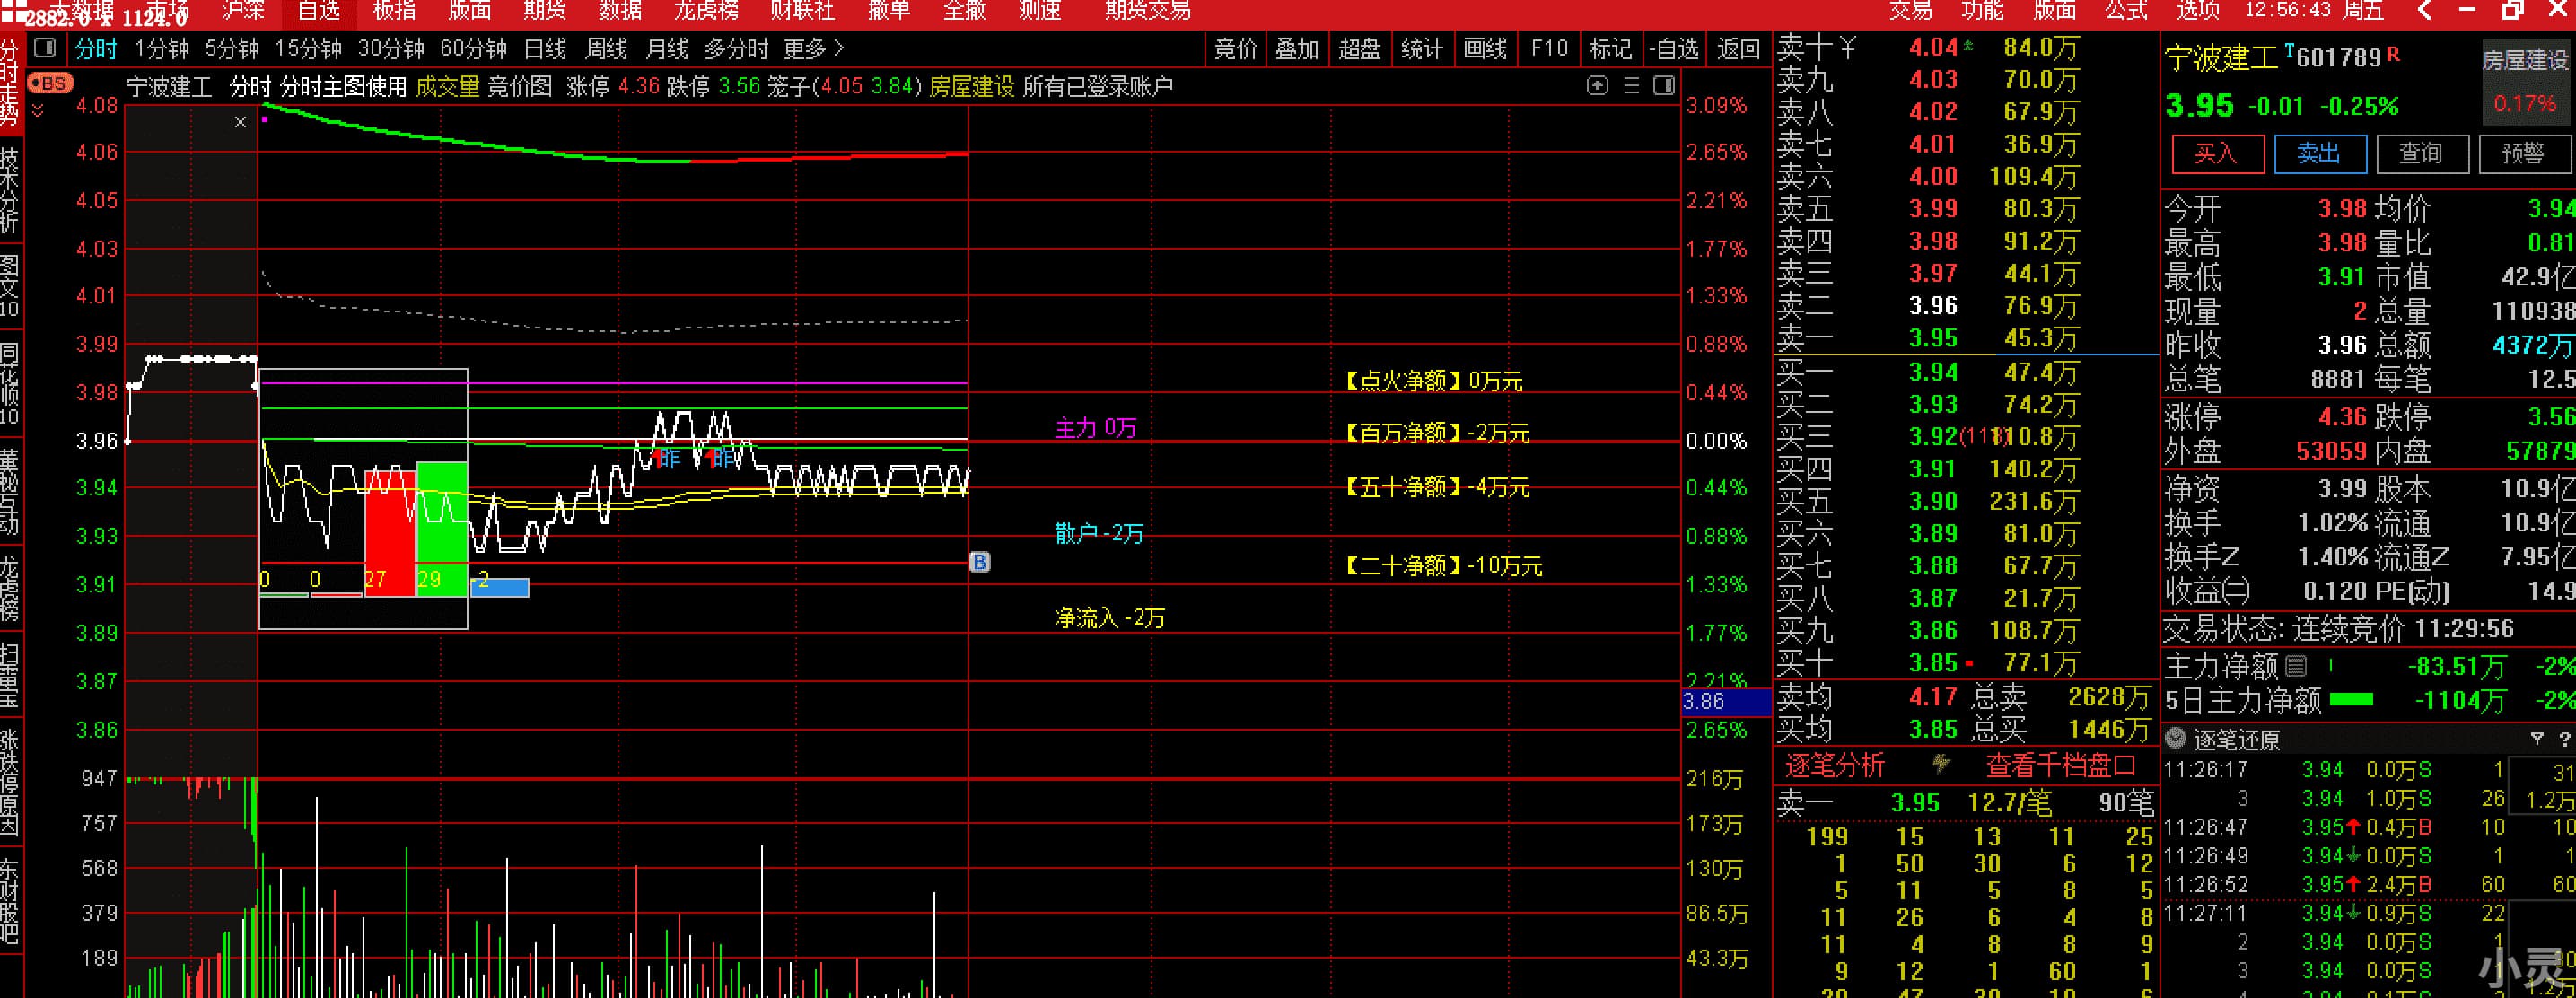 2882.0 x 1124.0
大数据 市场 沪深 自选 板指 版面 期货 数据 龙虎榜 财联社 撤单 全撤 测速 期货交易 交易 功能 版面 公式 选项 12:56:43 周五
分时 1分钟 5分钟 15分钟 30分钟 60分钟 日线 周线 月线 多分时 更多 竞价 叠加 超盘 统计 画线 F10 标记 -自选 返回
BS 宁波建工 分时 分时主图使用 成交量 竞价图 涨停 4.36 跌停 3.56 笼子(4.05 3.84) 房屋建设 所有已登录账户
分时走势
技术分析
图文10
同花顺10
董秘互动
龙虎榜
扫雷宝
涨跌停原因
东财股吧
4.08 3.09%
4.06 2.65%
4.05 2.21%
4.03 1.77%
4.01 1.33%
3.99 0.88%
3.98 0.44%
3.96 0.00%
3.94 0.44%
3.93 0.88%
3.91 1.33%
3.89 1.77%
3.87 2.21%
3.86
3.86 2.65%
947 216万
757 173万
568 130万
379 86.5万
189 43.3万
【点火净额】0万元
主力 0万
【百万净额】-2万元
昨 昨
【五十净额】-4万元
散户 -2万
B
【二十净额】-10万元
0 0 27 29 -2
净流入 -2万
卖十 ¥ 4.04 84.0万
卖九 4.03 70.0万
卖八 4.02 67.9万
卖七 4.01 36.9万
卖六 4.00 109.4万
卖五 3.99 80.3万
卖四 3.98 91.2万
卖三 3.97 44.1万
卖二 3.96 76.9万
卖一 3.95 45.3万
买一 3.94 47.4万
买二 3.93 74.2万
买三 3.92 110.8万
买四 3.91 140.2万
买五 3.90 231.6万
买六 3.89 81.0万
买七 3.88 67.7万
买八 3.87 21.7万
买九 3.86 108.7万
买十 3.85 77.1万
卖均 4.17 总卖 2628万
买均 3.85 总买 1446万
逐笔分析 查看千档盘口
卖一 3.95 12.7/笔 90笔
199 15 13 11 25
1 50 30 6 12
5 11 5 8 5
11 26 6 4 8
11 4 8 8 9
9 12 1 60 1
宁波建工 T 601789 R 房屋建设
3.95 -0.01 -0.25% 0.17%
买入 卖出 查询 预警
今开 3.98 均价 3.94
最高 3.98 量比 0.81
最低 3.91 市值 42.9亿
现量 2 总量 110938
昨收 3.96 总额 4372万
总笔 8881 每笔 12.5
涨停 4.36 跌停 3.56
外盘 53059 内盘 57879
净资 3.99 股本 10.9亿
换手 1.02% 流通 10.9亿
换手Z 1.40% 流通Z 7.95亿
收益㈡ 0.120 PE(动) 14.9
交易状态: 连续竞价 11:29:56
主力净额 -83.51万 -2%
5日主力净额 -1104万 -2%
逐笔还原 ?
11:26:17 3.94 0.0万S 1 31
3 3.94 1.0万S 26 1.2万
11:26:47 3.95 0.4万B 10 10
11:26:49 3.94 0.0万S 1 1
11:26:52 3.95 2.4万B 60 60
11:27:11 3.94 0.9万S 22
2 3.94 0.0万S 1
3 3.94 0.0万S 1
小灵